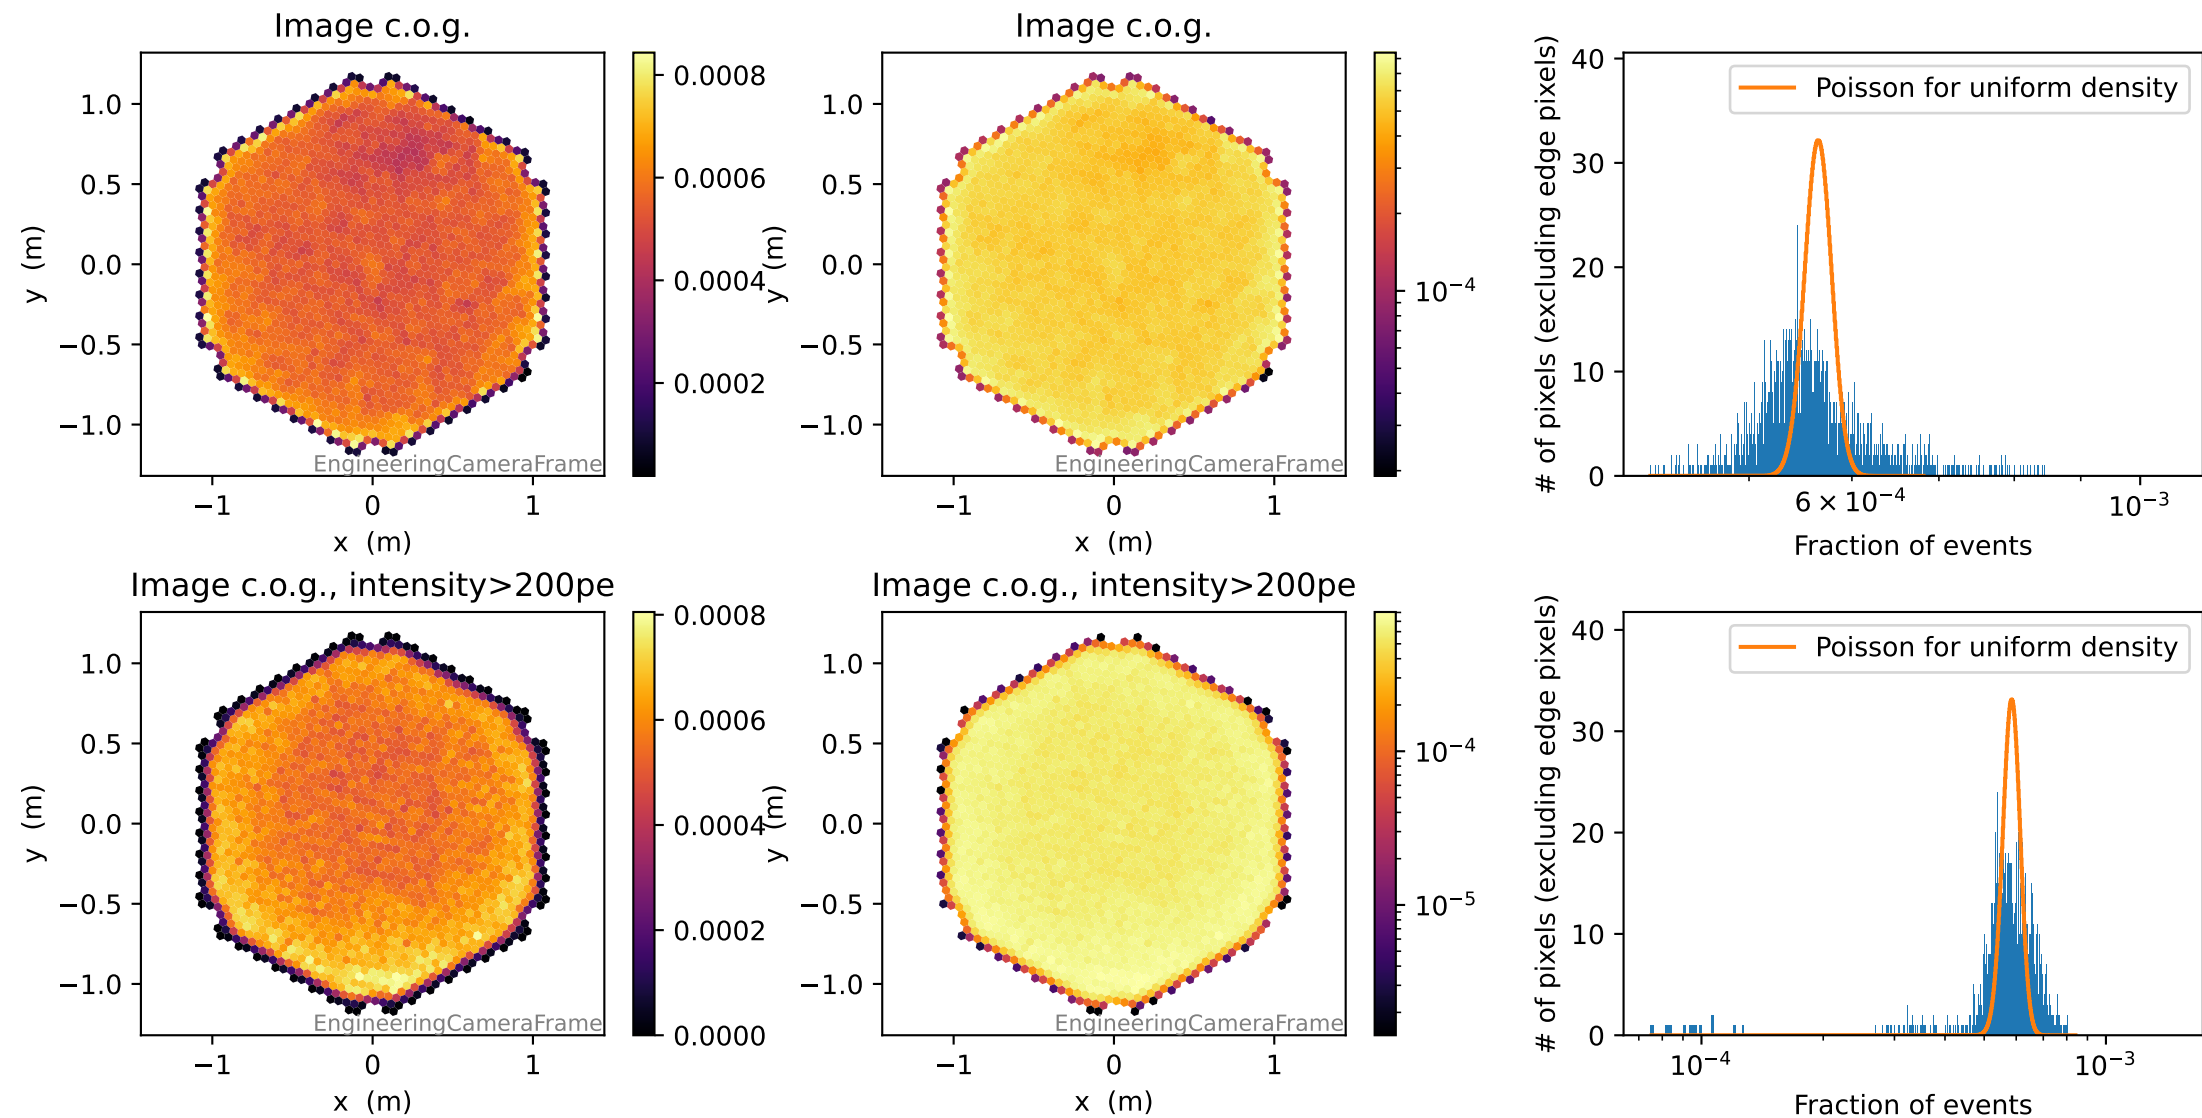 Image c.o.g.
1.0
0.5
0.0
−0.5
−1.0
y (m)
−1
0
1
x (m)
EngineeringCameraFrame
0.0008
0.0006
0.0004
0.0002
Image c.o.g.
1.0
0.5
0.0
−0.5
−1.0
y (m)
−1
0
1
x (m)
EngineeringCameraFrame
10⁻⁴
# of pixels (excluding edge pixels)
40
30
20
10
0
Poisson for uniform density
6 × 10⁻⁴
10⁻³
Fraction of events
Image c.o.g., intensity>200pe
1.0
0.5
0.0
−0.5
−1.0
y (m)
−1
0
1
x (m)
EngineeringCameraFrame
0.0008
0.0006
0.0004
0.0002
0.0000
Image c.o.g., intensity>200pe
1.0
0.5
0.0
−0.5
−1.0
y (m)
−1
0
1
x (m)
EngineeringCameraFrame
10⁻⁴
10⁻⁵
# of pixels (excluding edge pixels)
40
30
20
10
0
Poisson for uniform density
10⁻⁴
10⁻³
Fraction of events